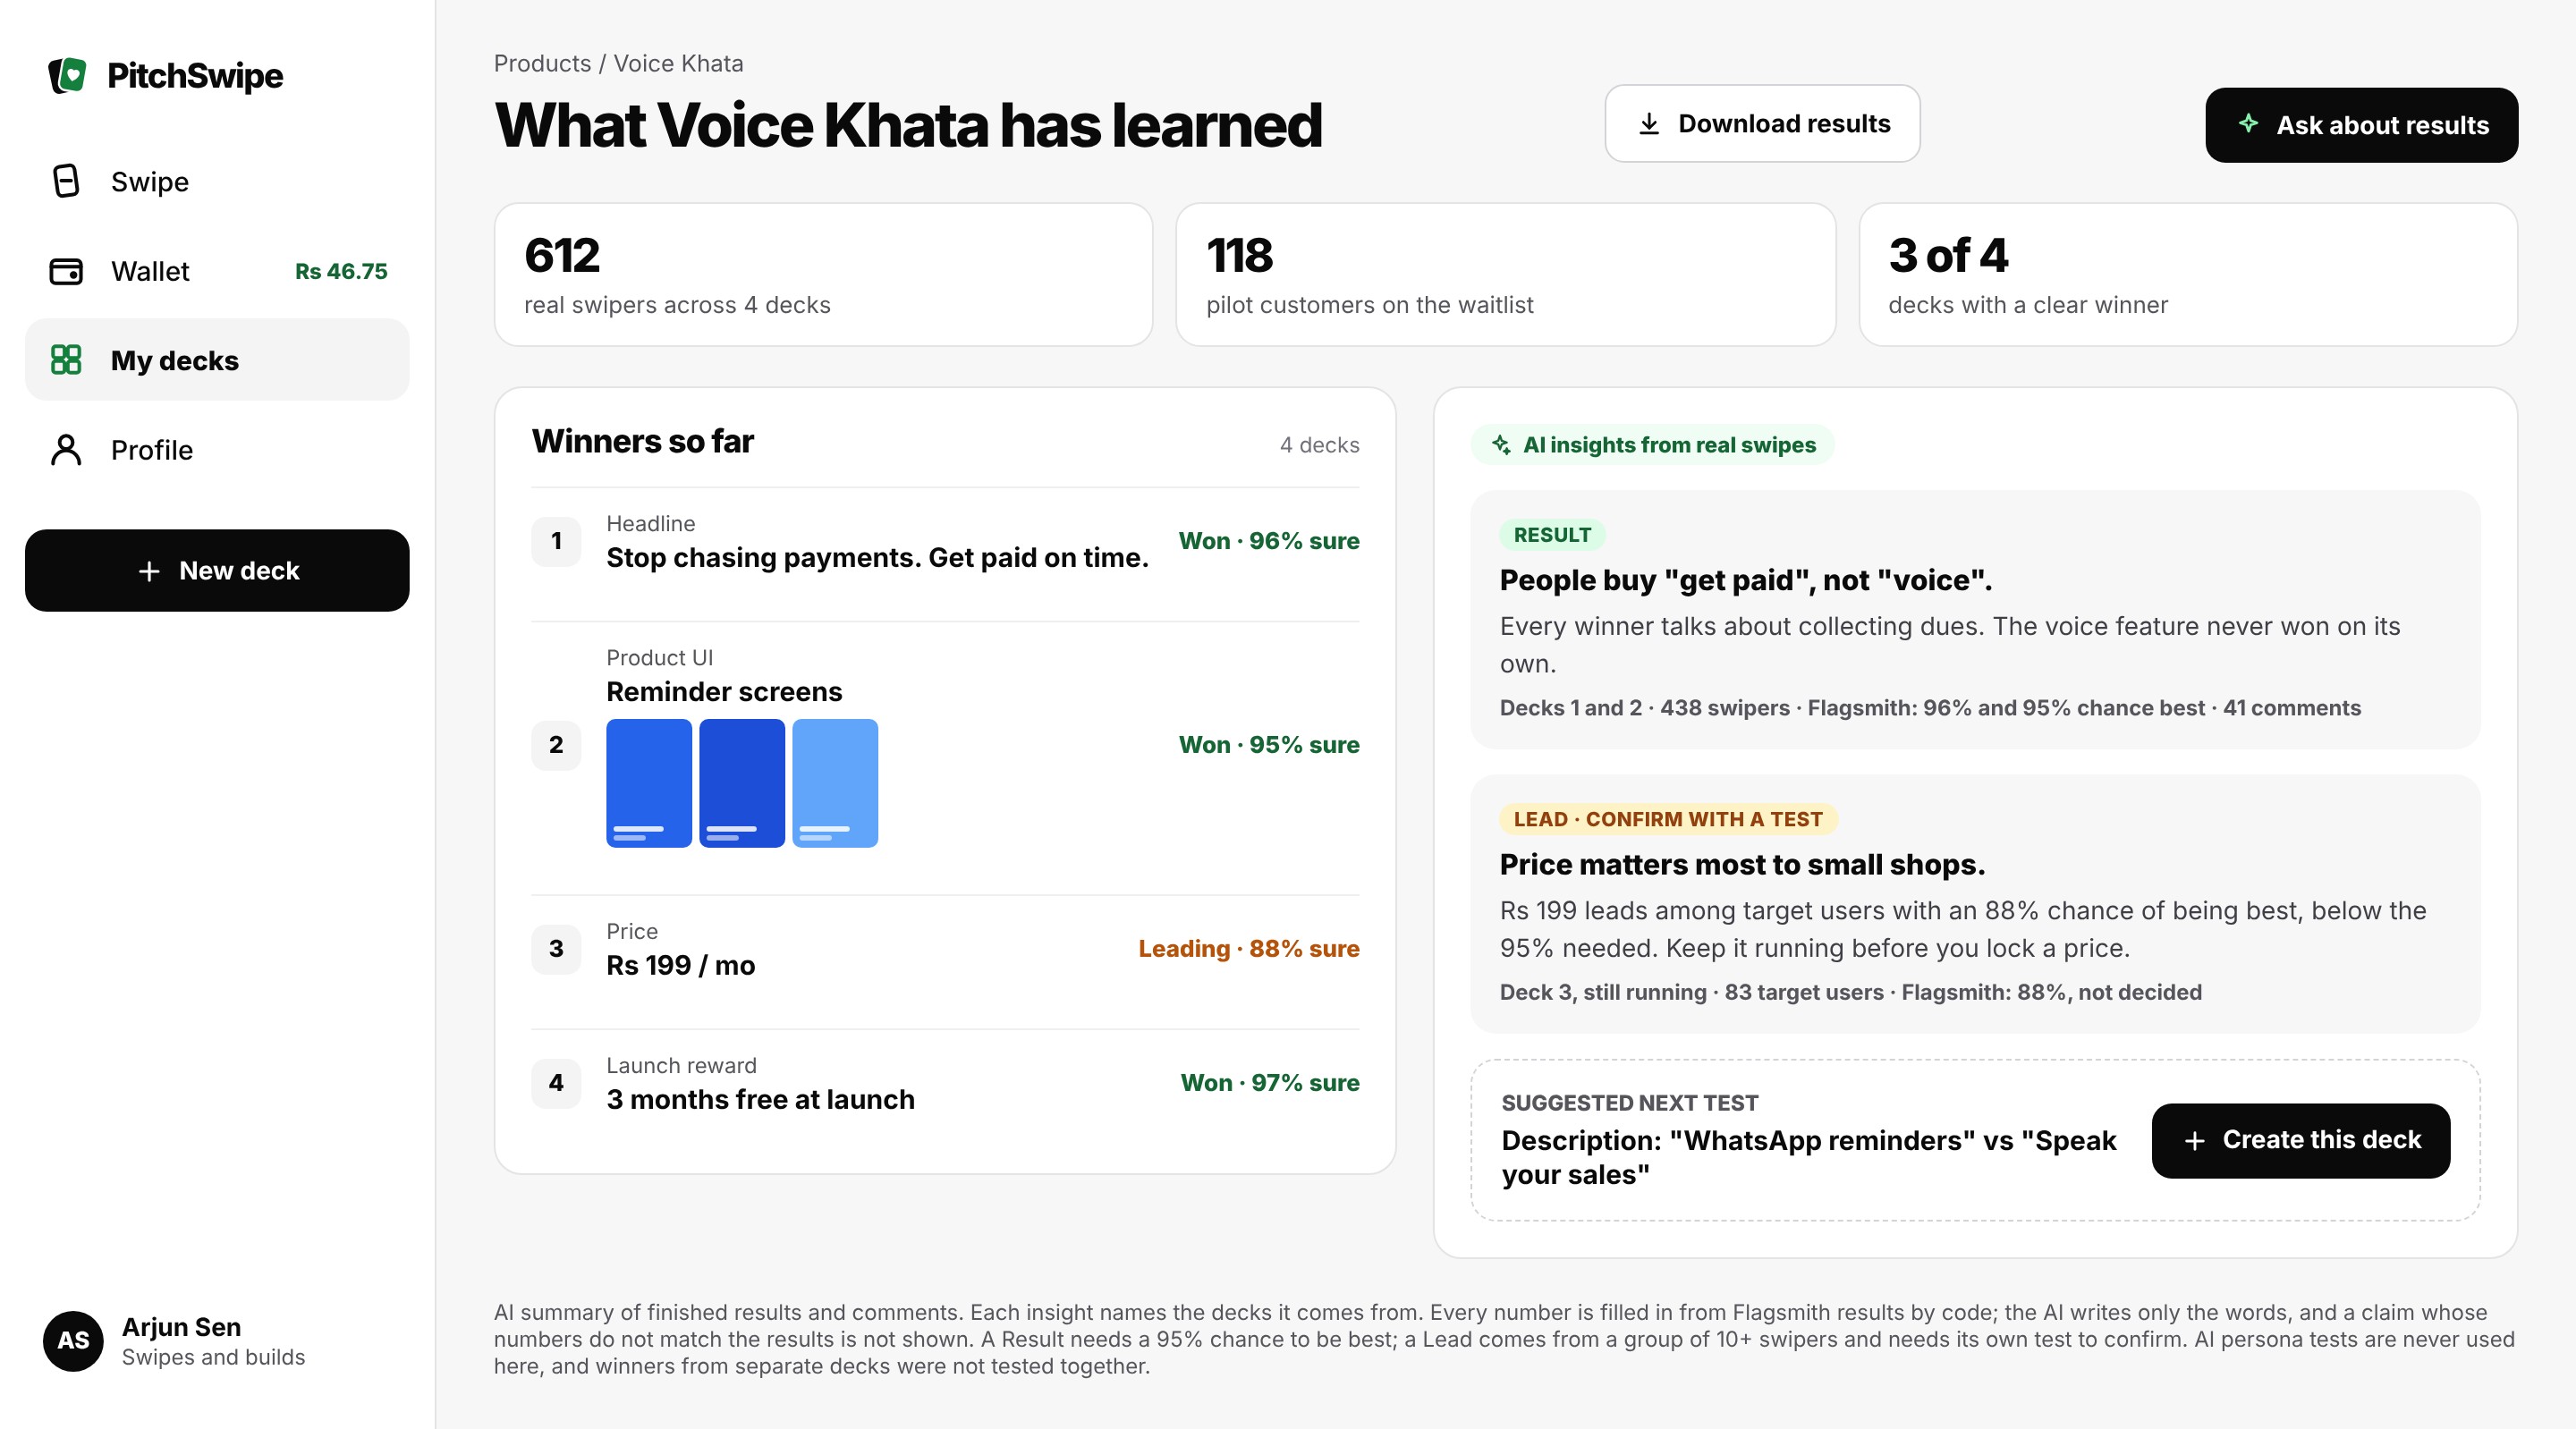 PitchSwipe
Swipe
Wallet
Rs 46.75
My decks
Profile
+ New deck
AS
Arjun Sen
Swipes and builds
Products / Voice Khata
What Voice Khata has learned
Download results
Ask about results
612
real swipers across 4 decks
118
pilot customers on the waitlist
3 of 4
decks with a clear winner
Winners so far
4 decks
1
Headline
Stop chasing payments. Get paid on time.
Won · 96% sure
2
Product UI
Reminder screens
Won · 95% sure
3
Price
Rs 199 / mo
Leading · 88% sure
4
Launch reward
3 months free at launch
Won · 97% sure
AI insights from real swipes
RESULT
People buy "get paid", not "voice".
Every winner talks about collecting dues. The voice feature never won on its
own.
Decks 1 and 2 · 438 swipers · Flagsmith: 96% and 95% chance best · 41 comments
LEAD · CONFIRM WITH A TEST
Price matters most to small shops.
Rs 199 leads among target users with an 88% chance of being best, below the
95% needed. Keep it running before you lock a price.
Deck 3, still running · 83 target users · Flagsmith: 88%, not decided
SUGGESTED NEXT TEST
Description: "WhatsApp reminders" vs "Speak
your sales"
+ Create this deck
AI summary of finished results and comments. Each insight names the decks it comes from. Every number is filled in from Flagsmith results by code; the AI writes only the words, and a claim whose
numbers do not match the results is not shown. A Result needs a 95% chance to be best; a Lead comes from a group of 10+ swipers and needs its own test to confirm. AI persona tests are never used
here, and winners from separate decks were not tested together.